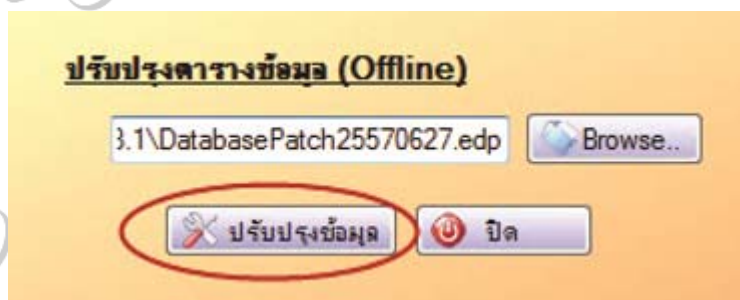 ปรับปรุงตารางข้อมูล (Offline)
3.1\DatabasePatch25570627.edp Browse..
ปรับปรุงข้อมูล ปิด